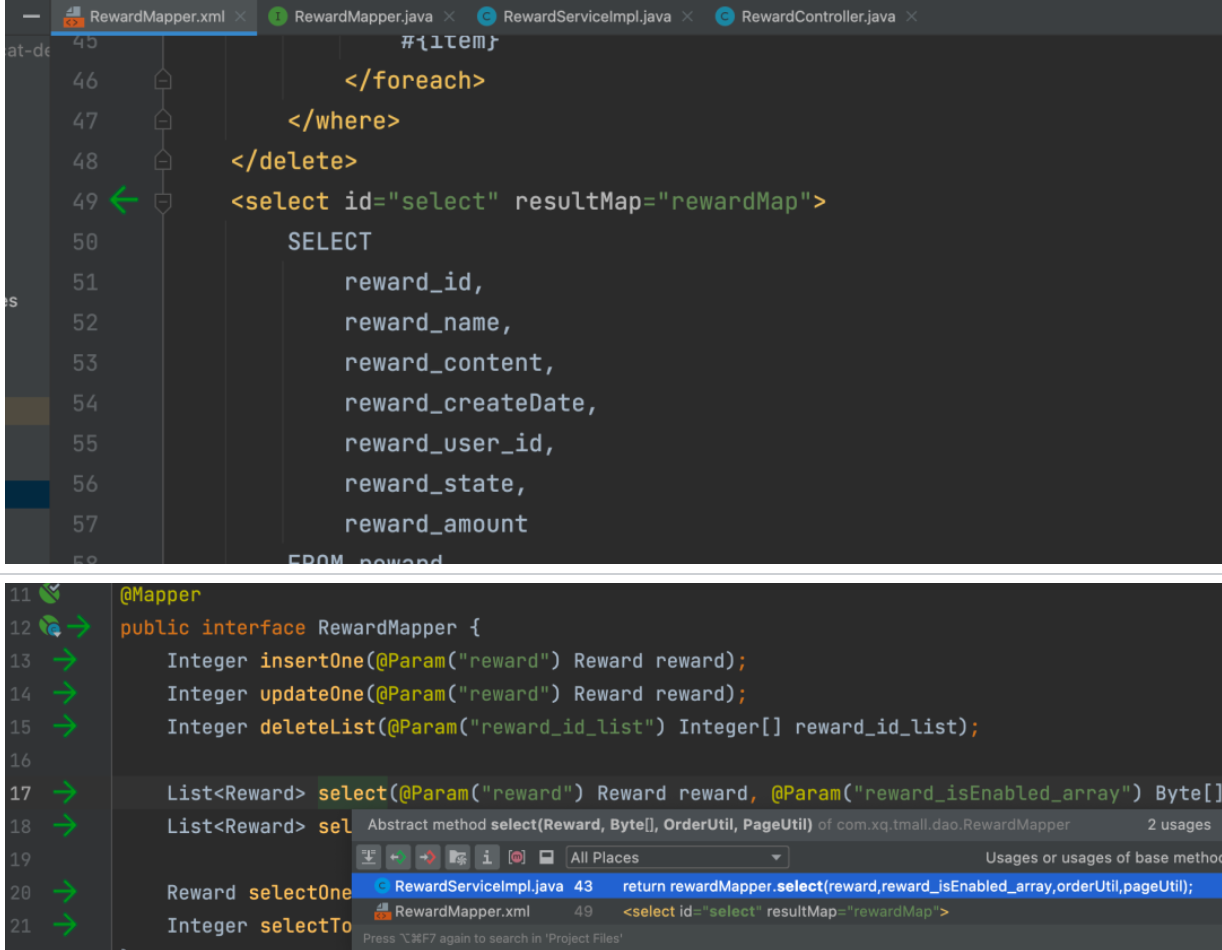 RewardMapper.xml × RewardMapper.java × RewardServiceImpl.java × RewardController.java ×
at-de
45 #{item}
46 </foreach>
47 </where>
48 </delete>
49 <select id="select" resultMap="rewardMap">
50 SELECT
51 reward_id,
es
52 reward_name,
53 reward_content,
54 reward_createDate,
55 reward_user_id,
56 reward_state,
57 reward_amount
58 FROM reward
11 @Mapper
12 public interface RewardMapper {
13 Integer insertOne(@Param("reward") Reward reward);
14 Integer updateOne(@Param("reward") Reward reward);
15 Integer deleteList(@Param("reward_id_list") Integer[] reward_id_list);
16
17 List<Reward> select(@Param("reward") Reward reward, @Param("reward_isEnabled_array") Byte[]
18 List<Reward> sel
Abstract method select(Reward, Byte[], OrderUtil, PageUtil) of com.xq.tmall.dao.RewardMapper 2 usages
19
All Places Usages or usages of base metho
20 Reward selectOne
RewardServiceImpl.java 43 return rewardMapper.select(reward,reward_isEnabled_array,orderUtil,pageUtil);
21 Integer selectTo
RewardMapper.xml 49 <select id="select" resultMap="rewardMap">
Press ⌥⌘F7 again to search in 'Project Files'